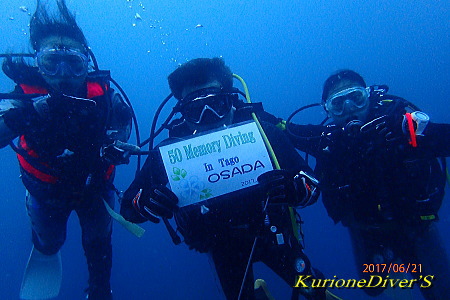 50 Memory Diving
In Tago
OSADA
2017.
2017/06/21
KurioneDiver'S